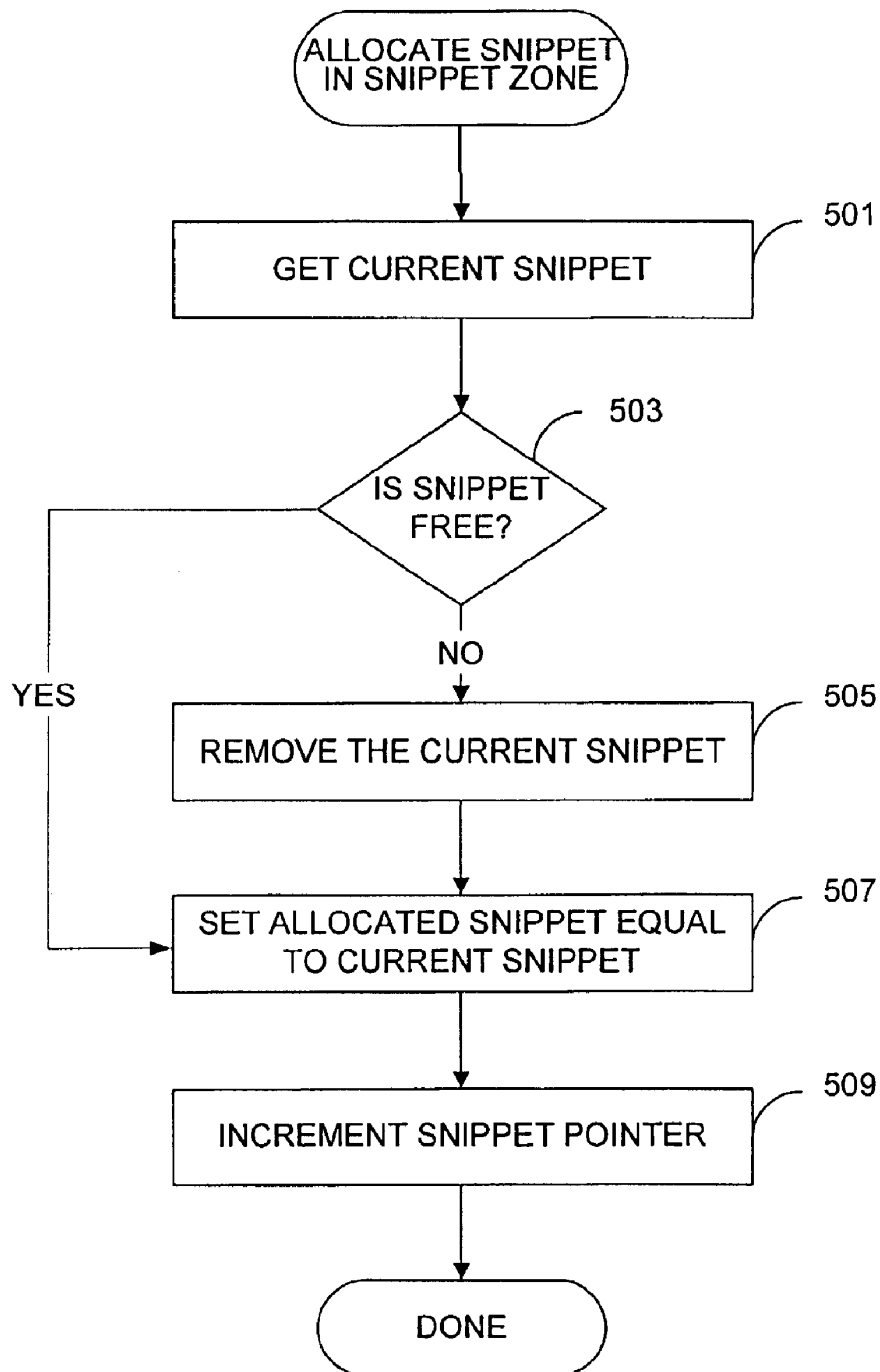 ALLOCATE SNIPPET
IN SNIPPET ZONE
501
GET CURRENT SNIPPET
503
IS SNIPPET
FREE?
NO
YES
505
REMOVE THE CURRENT SNIPPET
507
SET ALLOCATED SNIPPET EQUAL
TO CURRENT SNIPPET
509
INCREMENT SNIPPET POINTER
DONE